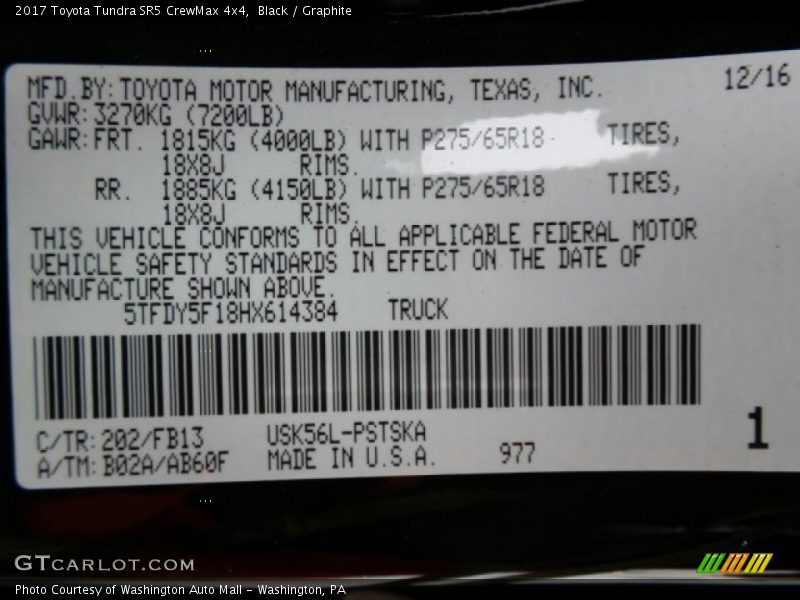 2017 Toyota Tundra SR5 CrewMax 4x4, Black / Graphite
MFD.BY:TOYOTA MOTOR MANUFACTURING, TEXAS, INC. 12/16
GVWR:3270KG (7200LB)
GAWR:FRT. 1815KG (4000LB) WITH P275/65R18 TIRES,
18X8J RIMS.
RR. 1885KG (4150LB) WITH P275/65R18 TIRES,
18X8J RIMS.
THIS VEHICLE CONFORMS TO ALL APPLICABLE FEDERAL MOTOR
VEHICLE SAFETY STANDARDS IN EFFECT ON THE DATE OF
MANUFACTURE SHOWN ABOVE.
5TFDY5F18HX614384 TRUCK
C/TR:202/FB13 USK56L-PSTSKA
A/TM:B02A/AB60F MADE IN U.S.A. 977
1
GTCARLOT.COM
Photo Courtesy of Washington Auto Mall - Washington, PA